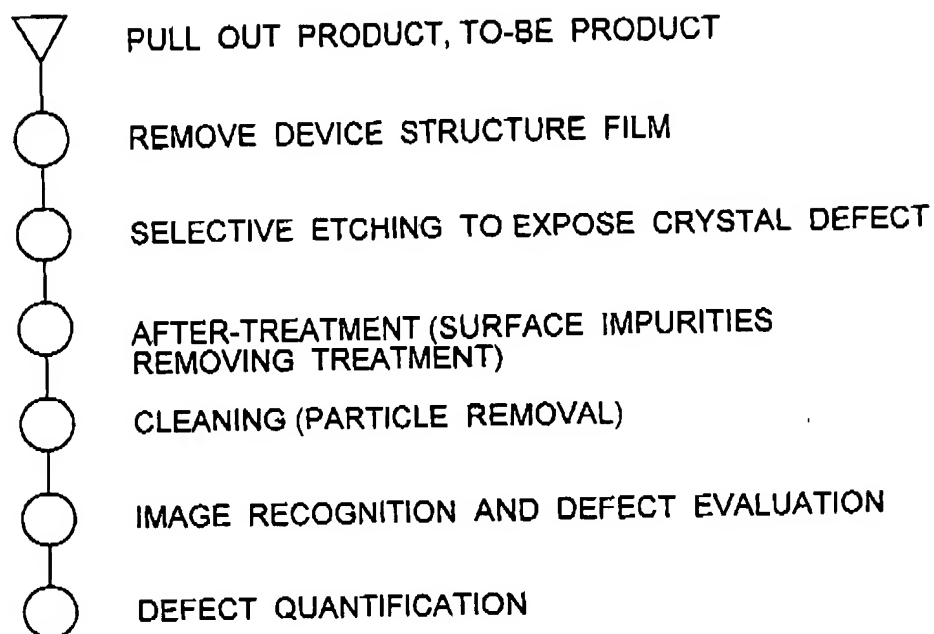 PULL OUT PRODUCT, TO-BE PRODUCT
REMOVE DEVICE STRUCTURE FILM
SELECTIVE ETCHING TO EXPOSE CRYSTAL DEFECT
AFTER-TREATMENT (SURFACE IMPURITIES
REMOVING TREATMENT)
CLEANING (PARTICLE REMOVAL)
IMAGE RECOGNITION AND DEFECT EVALUATION
DEFECT QUANTIFICATION